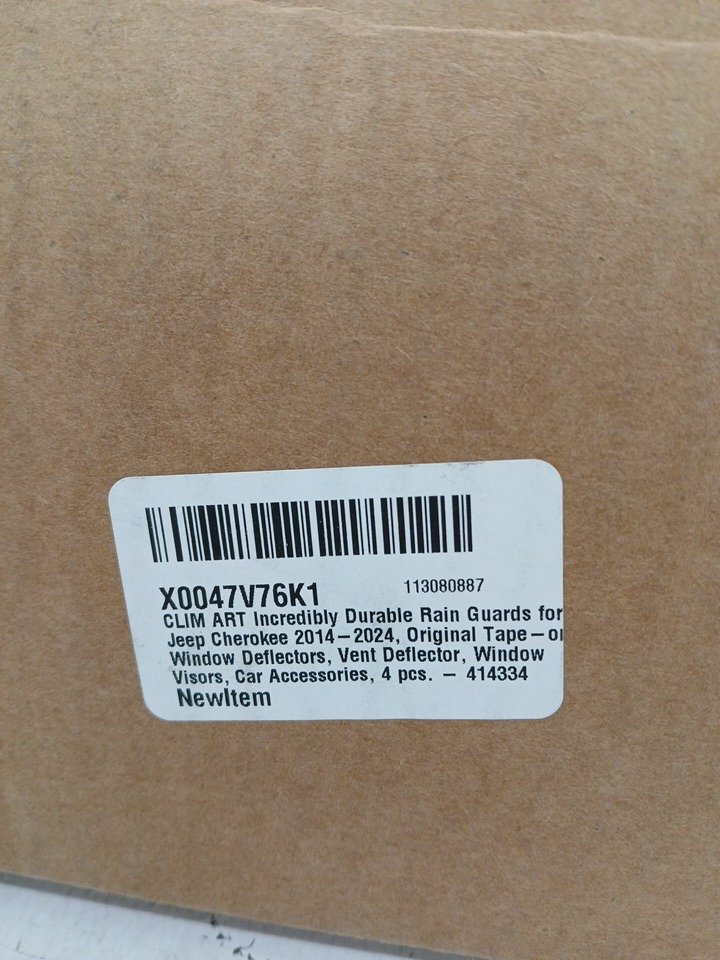 X0047V76K1
113080887
CLIM ART Incredibly Durable Rain Guards for
Jeep Cherokee 2014-2024, Original Tape-o
Window Deflectors, Vent Deflector, Window
Visors, Car Accessories, 4 pcs. - 414334
NewItem